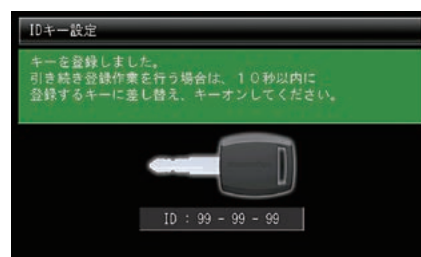 IDキー設定
キーを登録しました。
引き続き登録作業を行う場合は、１０秒以内に
登録するキーに差し替え、キーオンしてください。
ID : 99 - 99 - 99